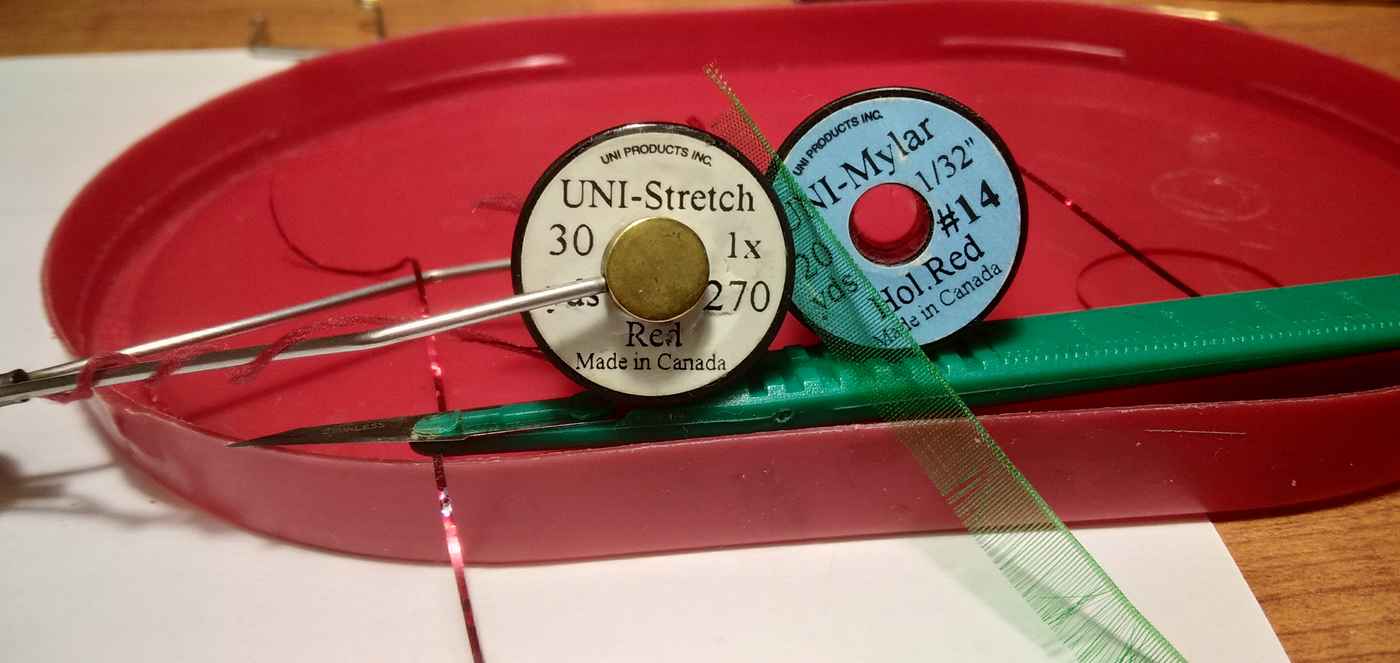 UNI PRODUCTS INC.
UNI-Stretch
30 1x
yds 270
Red
Made in Canada
UNI PRODUCTS INC.
UNI-Mylar
1/32"
20 #14
yds
Hol.Red
Made in Canada
STAINLESS